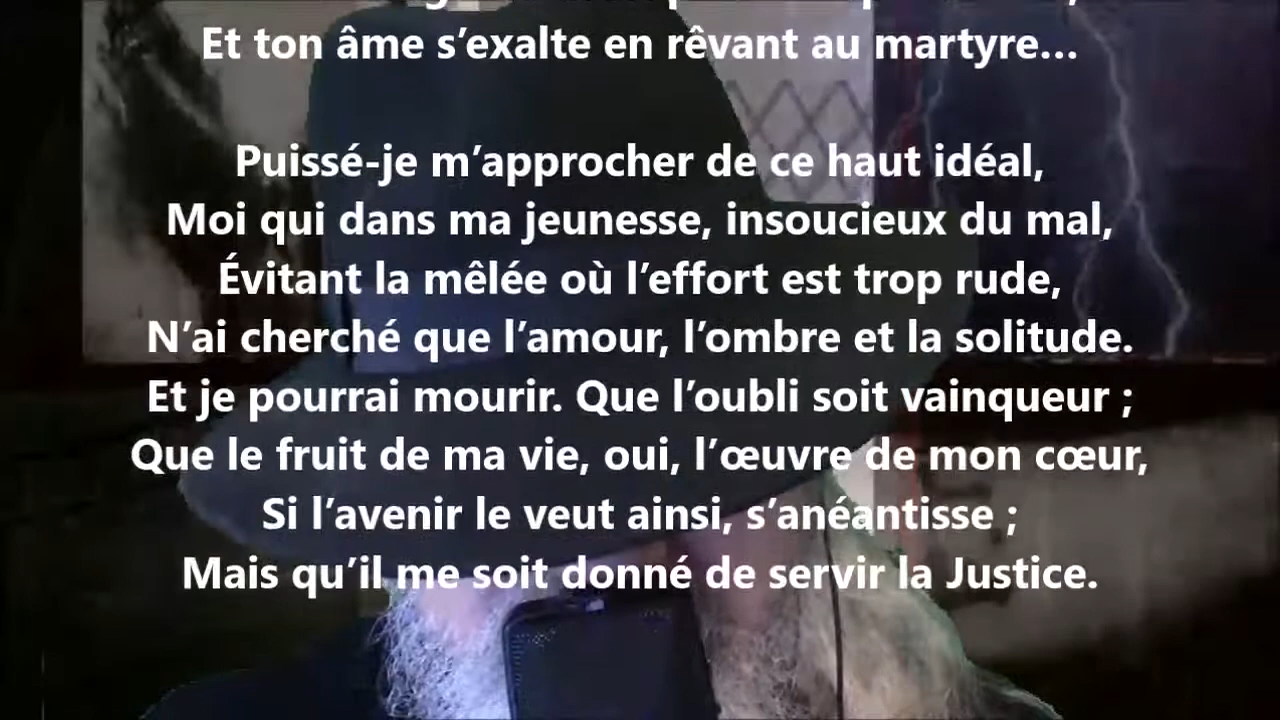 Et ton âme s’exalte en rêvant au martyre…
Puissé-je m’approcher de ce haut idéal,
Moi qui dans ma jeunesse, insoucieux du mal,
Évitant la mêlée où l’effort est trop rude,
N’ai cherché que l’amour, l’ombre et la solitude.
Et je pourrai mourir. Que l’oubli soit vainqueur ;
Que le fruit de ma vie, oui, l’œuvre de mon cœur,
Si l’avenir le veut ainsi, s’anéantisse ;
Mais qu’il me soit donné de servir la Justice.